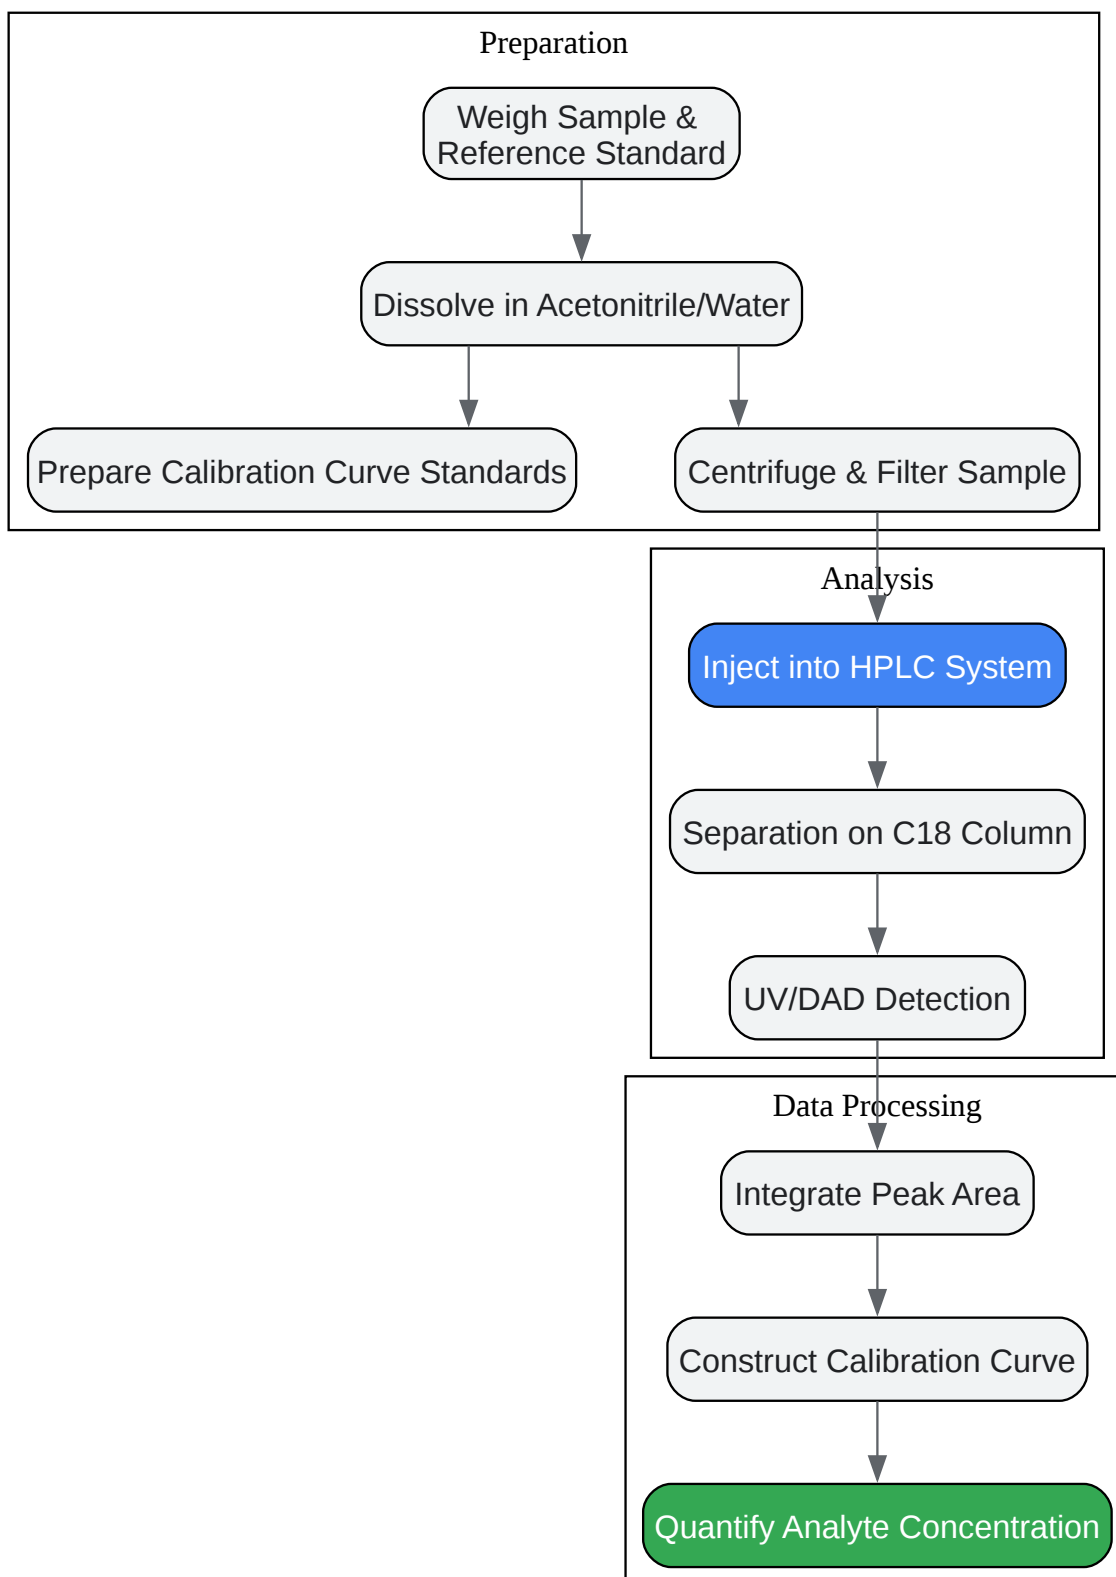 Preparation
Weigh Sample &
Reference Standard
Dissolve in Acetonitrile/Water
Prepare Calibration Curve Standards
Centrifuge & Filter Sample
Analysis
Inject into HPLC System
Separation on C18 Column
UV/DAD Detection
Data Processing
Integrate Peak Area
Construct Calibration Curve
Quantify Analyte Concentration